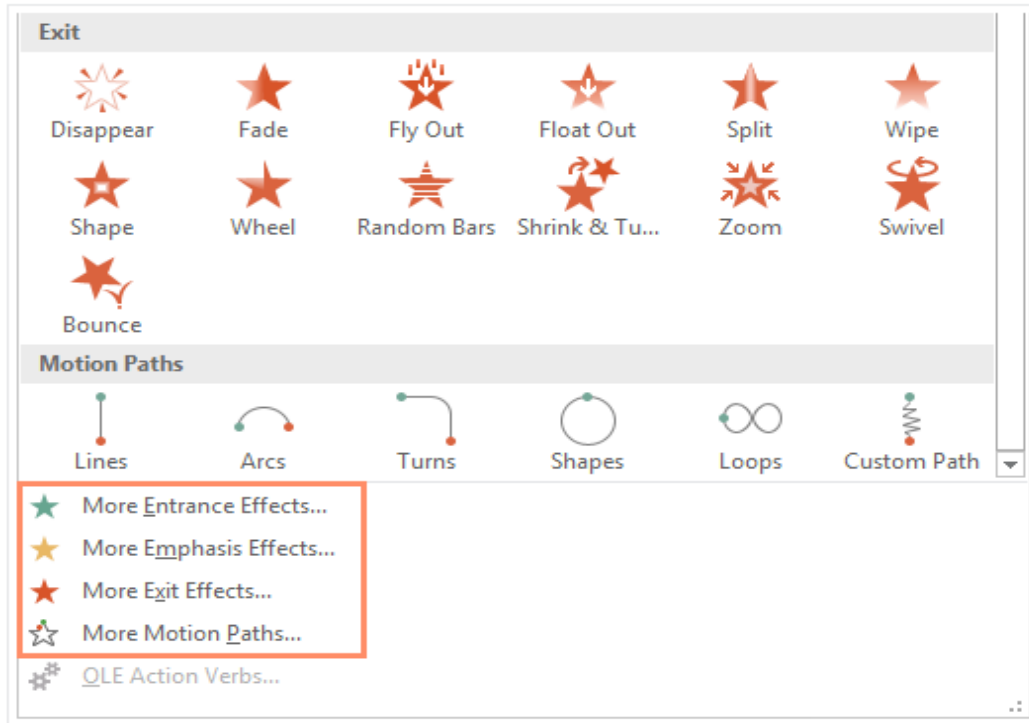 Exit
Disappear Fade Fly Out Float Out Split Wipe
Shape Wheel Random Bars Shrink & Tu... Zoom Swivel
Bounce
Motion Paths
Lines Arcs Turns Shapes Loops Custom Path
More Entrance Effects...
More Emphasis Effects...
More Exit Effects...
More Motion Paths...
OLE Action Verbs...